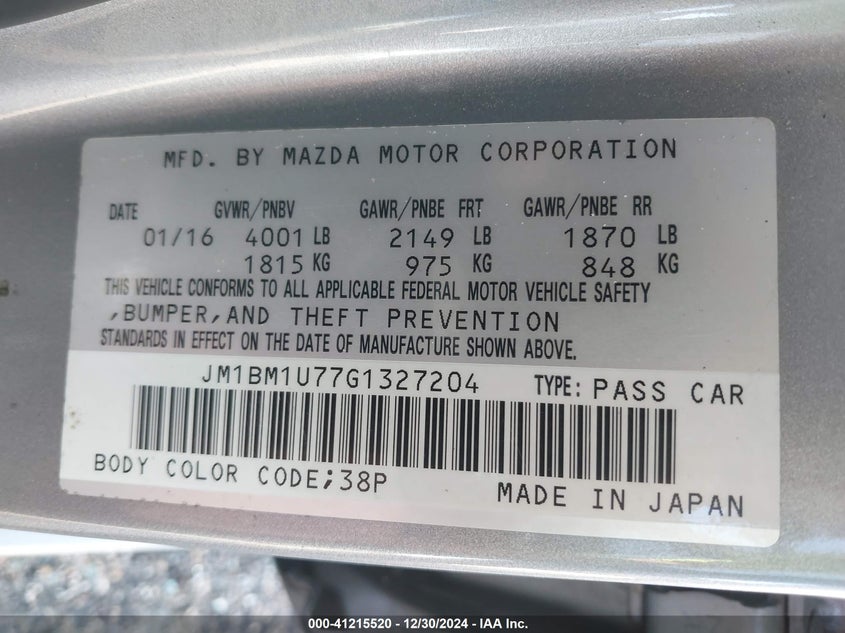 MFD. BY MAZDA MOTOR CORPORATION
DATE GVWR/PNBV GAWR/PNBE FRT GAWR/PNBE RR
01/16 4001 LB 2149 LB 1870 LB
1815 KG 975 KG 848 KG
THIS VEHICLE CONFORMS TO ALL APPLICABLE FEDERAL MOTOR VEHICLE SAFETY
,BUMPER,AND THEFT PREVENTION
STANDARDS IN EFFECT ON THE DATE OF MANUFACTURE SHOWN ABOVE.
JM1BM1U77G1327204 TYPE: PASS CAR
BODY COLOR CODE;38P MADE IN JAPAN
000-41215520 - 12/30/2024 - IAA Inc.